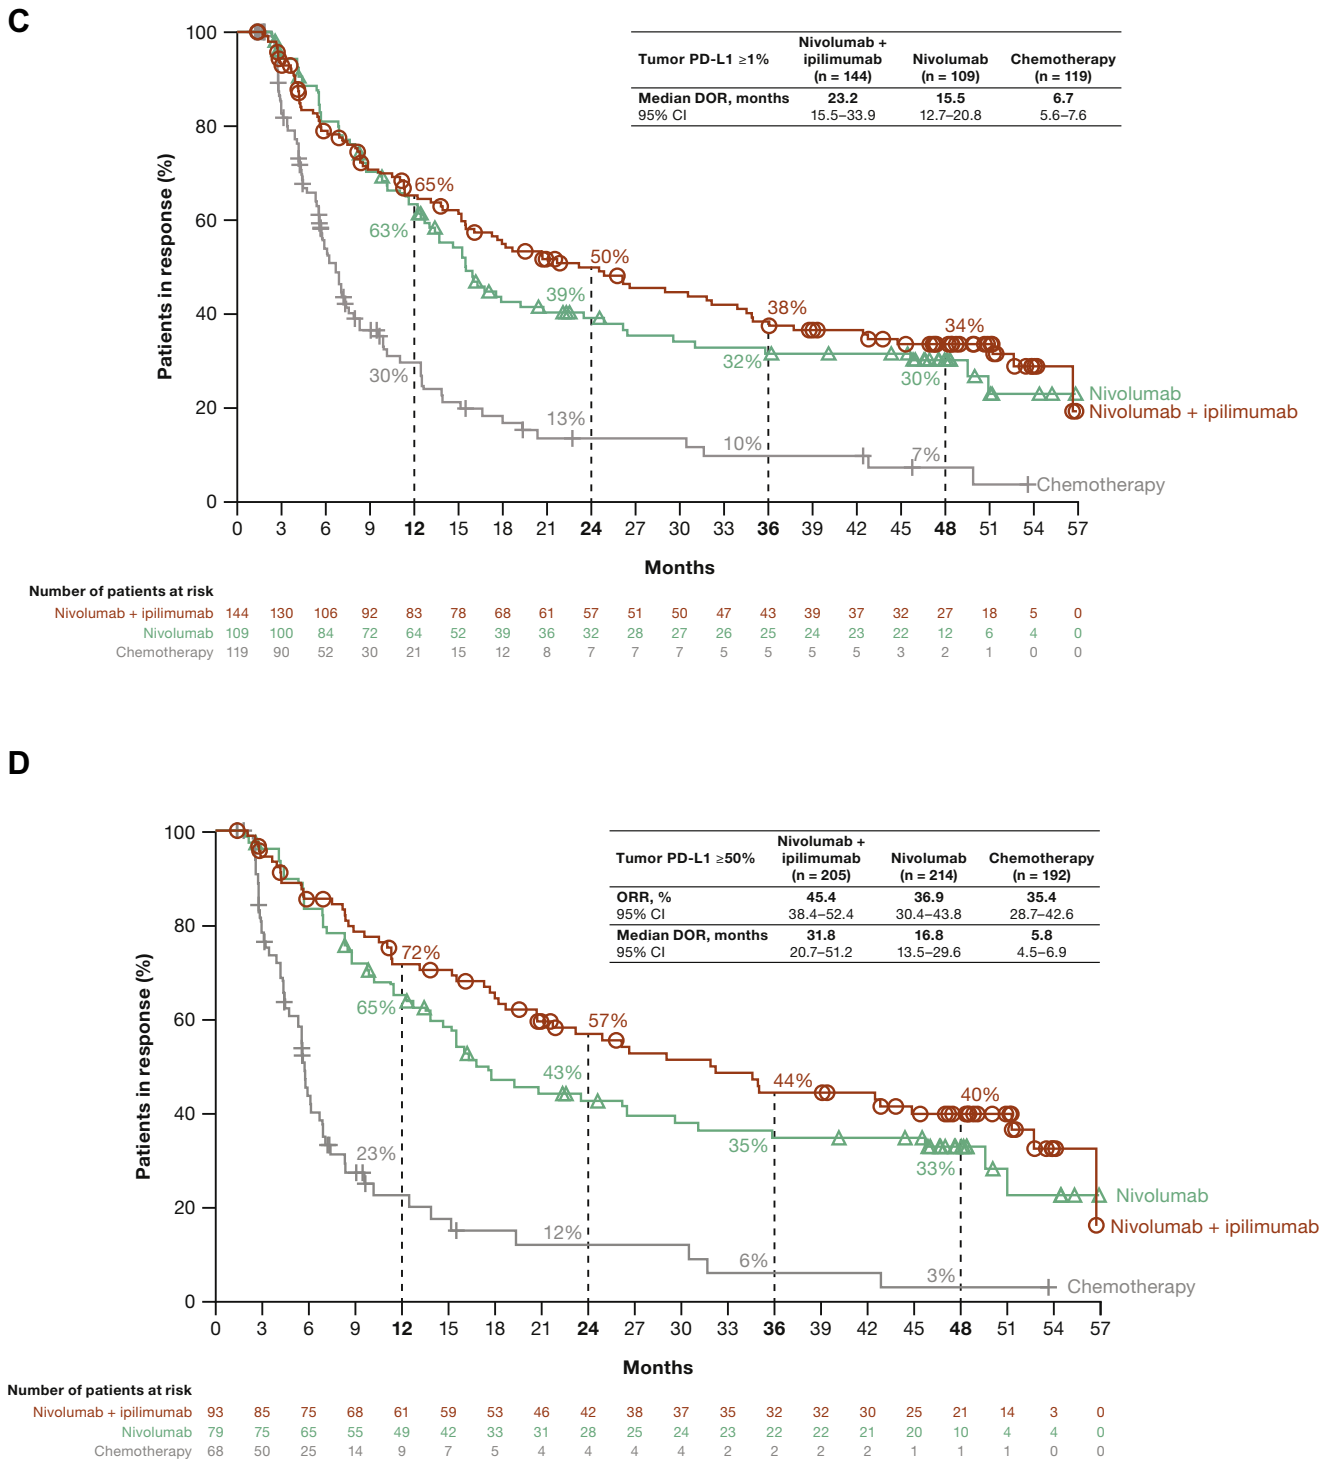 C
Tumor PD-L1 ≥1%
Nivolumab + ipilimumab (n = 144)
Nivolumab (n = 109)
Chemotherapy (n = 119)
Median DOR, months 23.2 15.5 6.7
95% CI 15.5–33.9 12.7–20.8 5.6–7.6
Patients in response (%)
100
80
60
40
20
0
65%
63%
30%
50%
39%
13%
38%
32%
10%
34%
30%
7%
Nivolumab
Nivolumab + ipilimumab
Chemotherapy
0 3 6 9 12 15 18 21 24 27 30 33 36 39 42 45 48 51 54 57
Months
Number of patients at risk
Nivolumab + ipilimumab 144 130 106 92 83 78 68 61 57 51 50 47 43 39 37 32 27 18 5 0
Nivolumab 109 100 84 72 64 52 39 36 32 28 27 26 25 24 23 22 12 6 4 0
Chemotherapy 119 90 52 30 21 15 12 8 7 7 7 5 5 5 5 3 2 1 0 0
D
Tumor PD-L1 ≥50%
Nivolumab + ipilimumab (n = 205)
Nivolumab (n = 214)
Chemotherapy (n = 192)
ORR, % 45.4 36.9 35.4
95% CI 38.4–52.4 30.4–43.8 28.7–42.6
Median DOR, months 31.8 16.8 5.8
95% CI 20.7–51.2 13.5–29.6 4.5–6.9
Patients in response (%)
100
80
60
40
20
0
72%
65%
23%
57%
43%
12%
44%
35%
6%
40%
33%
3%
Nivolumab
Nivolumab + ipilimumab
Chemotherapy
0 3 6 9 12 15 18 21 24 27 30 33 36 39 42 45 48 51 54 57
Months
Number of patients at risk
Nivolumab + ipilimumab 93 85 75 68 61 59 53 46 42 38 37 35 32 32 30 25 21 14 3 0
Nivolumab 79 75 65 55 49 42 33 31 28 25 24 23 22 22 21 20 10 4 4 0
Chemotherapy 68 50 25 14 9 7 5 4 4 4 4 2 2 2 2 1 1 1 0 0